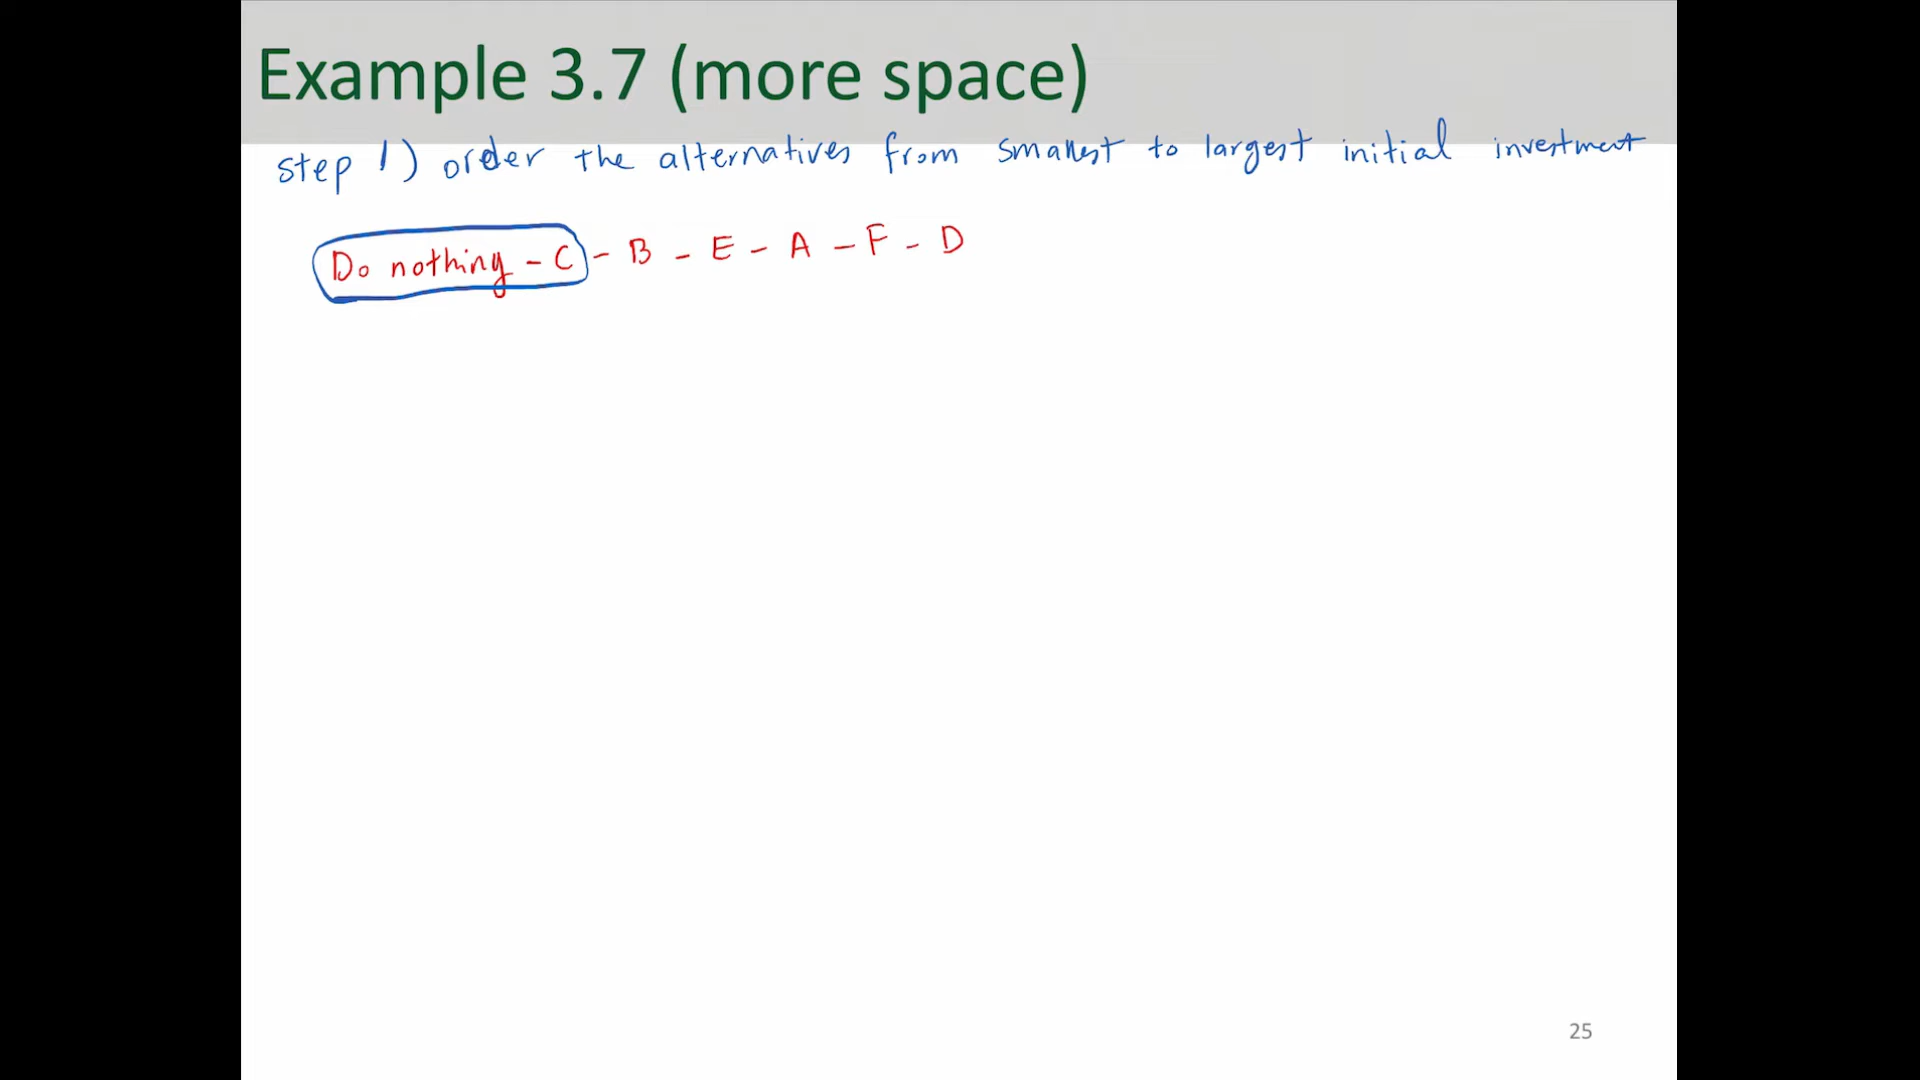 Example 3.7 (more space)
step 1) order the alternatives from smallest to largest initial investment
Do nothing - C - B - E - A - F - D
25